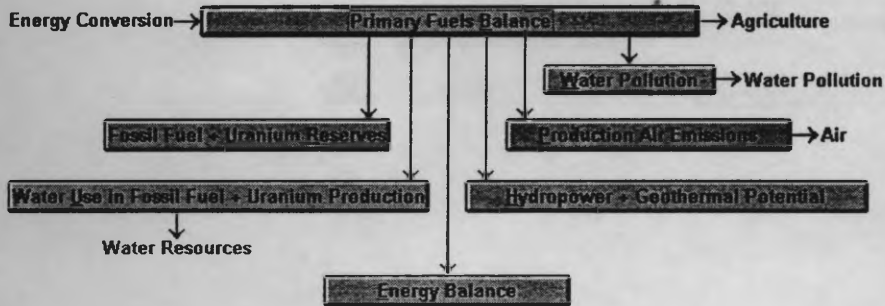 Energy Conversion
Primary Fuels Balance
Agriculture
Water Pollution
Water Pollution
Fossil Fuel + Uranium Reserves
Production Air Emissions
Air
Water Use in Fossil Fuel + Uranium Production
Hydropower + Geothermal Potential
Water Resources
Energy Balance